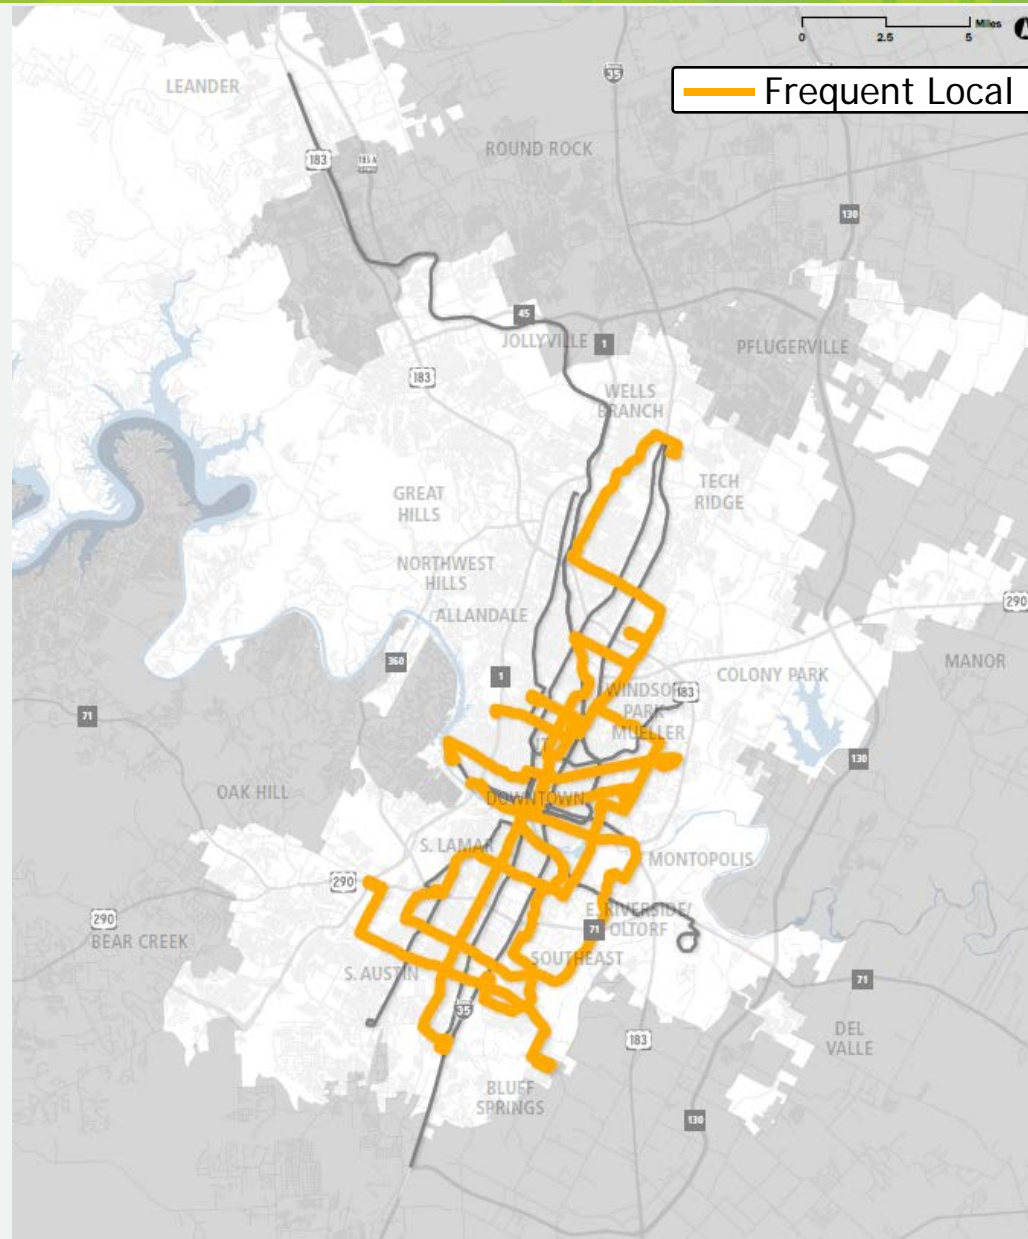 Miles
0 2.5 5
Frequent Local
35
LEANDER
ROUND ROCK
183
183A
130
45
JOLLYVILLE
1
PFLUGERVILLE
183
WELLS
BRANCH
TECH
RIDGE
GREAT
HILLS
NORTHWEST
HILLS
290
ALLANDALE
360
1
COLONY PARK
MANOR
183
PARK
MUELLER
71
130
OAK HILL
DOWNTOWN
S. LAMAR
MONTOPOLIS
290
290
BEAR CREEK
E. RIVERSIDE/
OLTORF
71
SOUTHEAST
S. AUSTIN
71
35
DEL
VALLE
183
BLUFF
SPRINGS
130